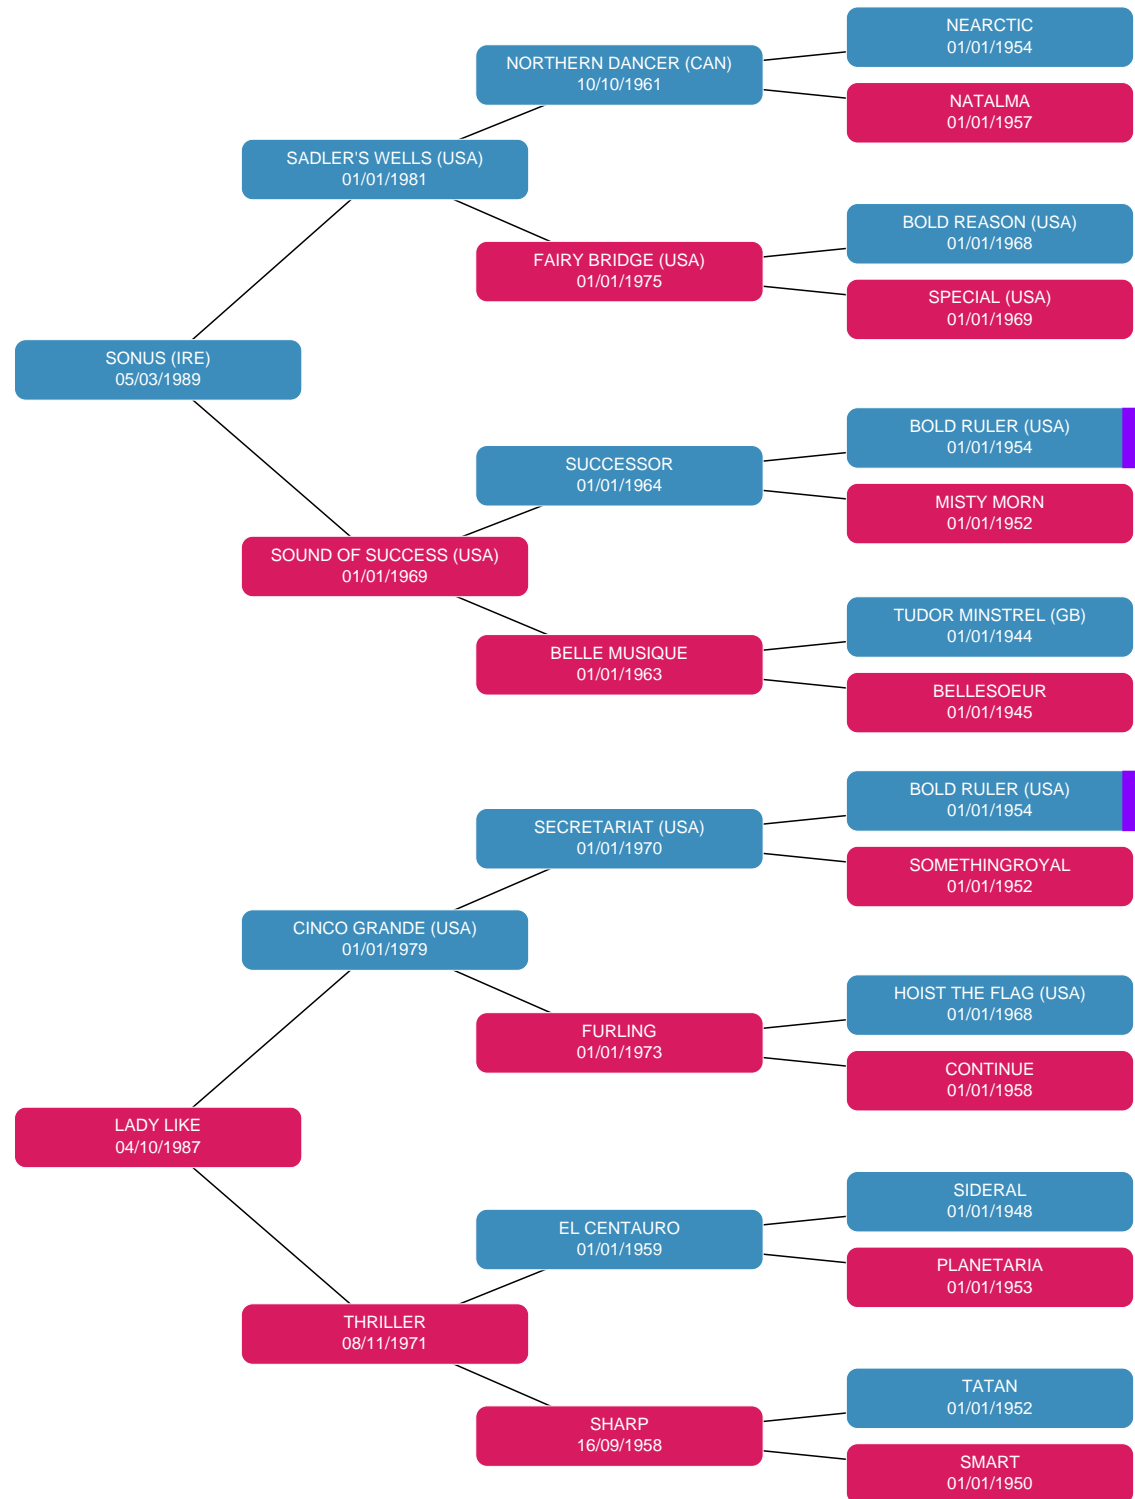 NEARCTIC
01/01/1954
NORTHERN DANCER (CAN)
10/10/1961
NATALMA
01/01/1957
SADLER'S WELLS (USA)
01/01/1981
BOLD REASON (USA)
01/01/1968
FAIRY BRIDGE (USA)
01/01/1975
SPECIAL (USA)
01/01/1969
SONUS (IRE)
05/03/1989
BOLD RULER (USA)
01/01/1954
SUCCESSOR
01/01/1964
MISTY MORN
01/01/1952
SOUND OF SUCCESS (USA)
01/01/1969
TUDOR MINSTREL (GB)
01/01/1944
BELLE MUSIQUE
01/01/1963
BELLESOEUR
01/01/1945
BOLD RULER (USA)
01/01/1954
SECRETARIAT (USA)
01/01/1970
SOMETHINGROYAL
01/01/1952
CINCO GRANDE (USA)
01/01/1979
HOIST THE FLAG (USA)
01/01/1968
FURLING
01/01/1973
CONTINUE
01/01/1958
LADY LIKE
04/10/1987
SIDERAL
01/01/1948
EL CENTAURO
01/01/1959
PLANETARIA
01/01/1953
THRILLER
08/11/1971
TATAN
01/01/1952
SHARP
16/09/1958
SMART
01/01/1950